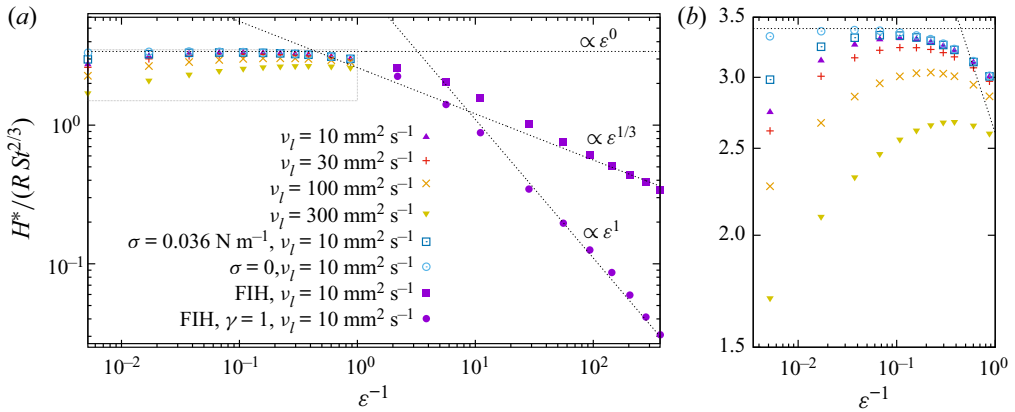 (a)
H*/(R St^{2/3})
10^0
10^{-1}
∝ ε^0
∝ ε^{1/3}
∝ ε^1
ν_l = 10 mm² s⁻¹
ν_l = 30 mm² s⁻¹
ν_l = 100 mm² s⁻¹
ν_l = 300 mm² s⁻¹
σ = 0.036 N m⁻¹, ν_l = 10 mm² s⁻¹
σ = 0,ν_l = 10 mm² s⁻¹
FIH, ν_l = 10 mm² s⁻¹
FIH, γ = 1, ν_l = 10 mm² s⁻¹
10^{-2} 10^{-1} 10^0 10^1 10^2
ε^{-1}
(b)
3.5
3.0
2.5
2.0
1.5
10^{-2} 10^{-1} 10^0
ε^{-1}